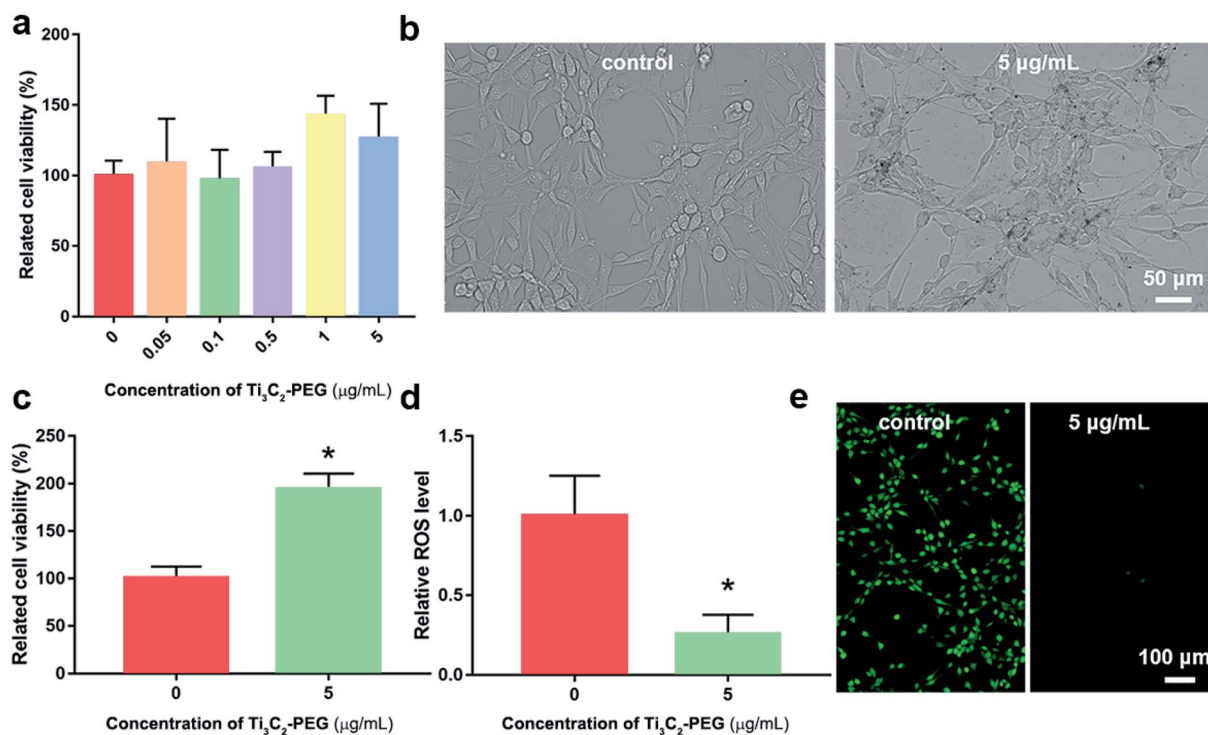 a
200
150
100
50
0
Related cell viability (%)
0 0.05 0.1 0.5 1 5
Concentration of Ti₃C₂-PEG (μg/mL)
b
control
5 μg/mL
50 μm
c
250
200
150
100
50
0
Related cell viability (%)
*
0 5
Concentration of Ti₃C₂-PEG (μg/mL)
d
1.5
1.0
0.5
0.0
Relative ROS level
*
0 5
Concentration of Ti₃C₂-PEG (μg/mL)
e
control
5 μg/mL
100 μm